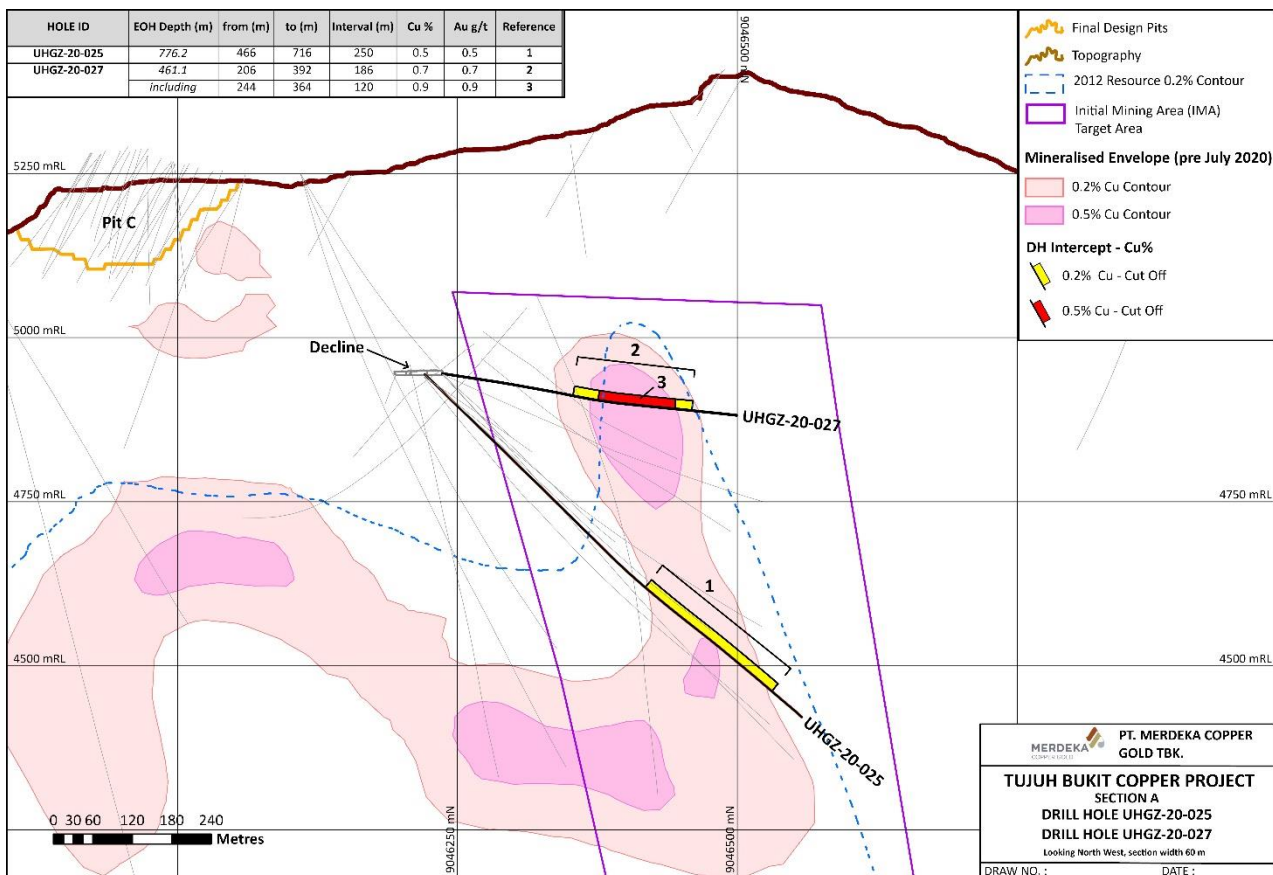 HOLE ID EOH Depth (m) from (m) to (m) Interval (m) Cu % Au g/t Reference
UHGZ-20-025 776.2 466 716 250 0.5 0.5 1
UHGZ-20-027 461.1 206 392 186 0.7 0.7 2
including 244 364 120 0.9 0.9 3
9046500 mN
Final Design Pits
Topography
2012 Resource 0.2% Contour
Initial Mining Area (IMA)
Target Area
Mineralised Envelope (pre July 2020)
0.2% Cu Contour
0.5% Cu Contour
DH Intercept - Cu%
0.2% Cu - Cut Off
0.5% Cu - Cut Off
5250 mRL
Pit C
5000 mRL
Decline
2
3
UHGZ-20-027
4750 mRL
4750 mRL
1
4500 mRL
4500 mRL
UHGZ-20-025
9046250 mN
9046500 mN
0 30 60 120 180 240
Metres
MERDEKA
COPPER GOLD
PT. MERDEKA COPPER
GOLD TBK.
TUJUH BUKIT COPPER PROJECT
SECTION A
DRILL HOLE UHGZ-20-025
DRILL HOLE UHGZ-20-027
Looking North West, section width 60 m
DRAW NO. : DATE :